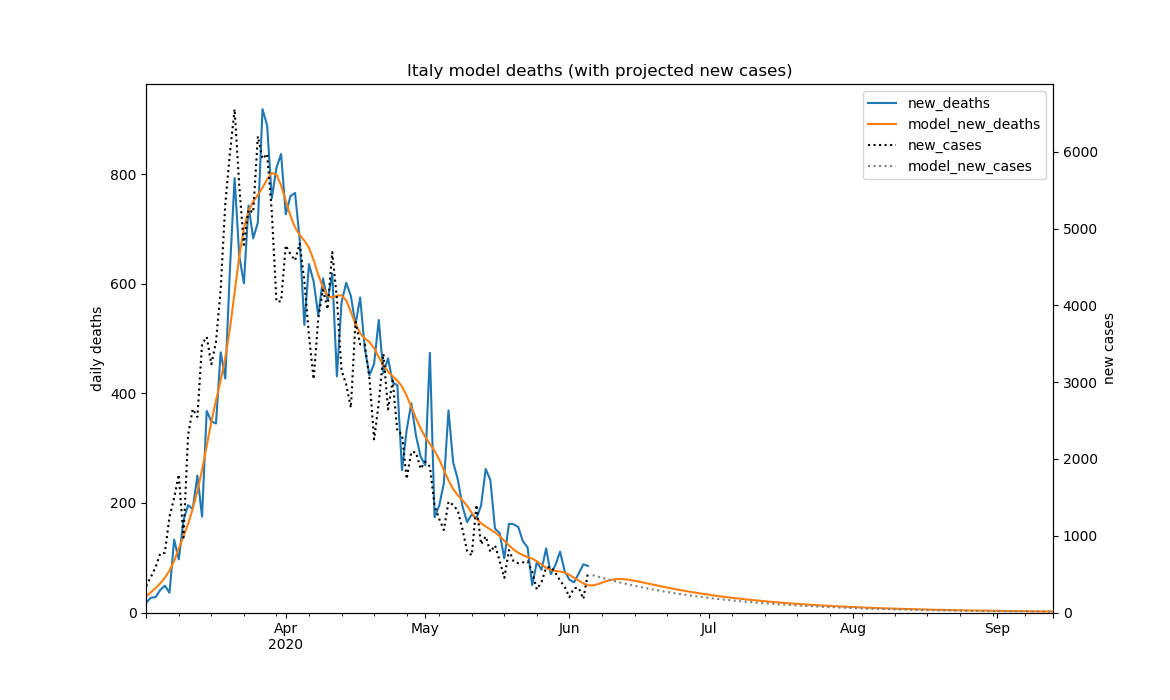 Italy model deaths (with projected new cases)
new_deaths
model_new_deaths
new_cases
model_new_cases
daily deaths
800
600
400
200
0
new cases
6000
5000
4000
3000
2000
1000
0
Apr
2020
May
Jun
Jul
Aug
Sep